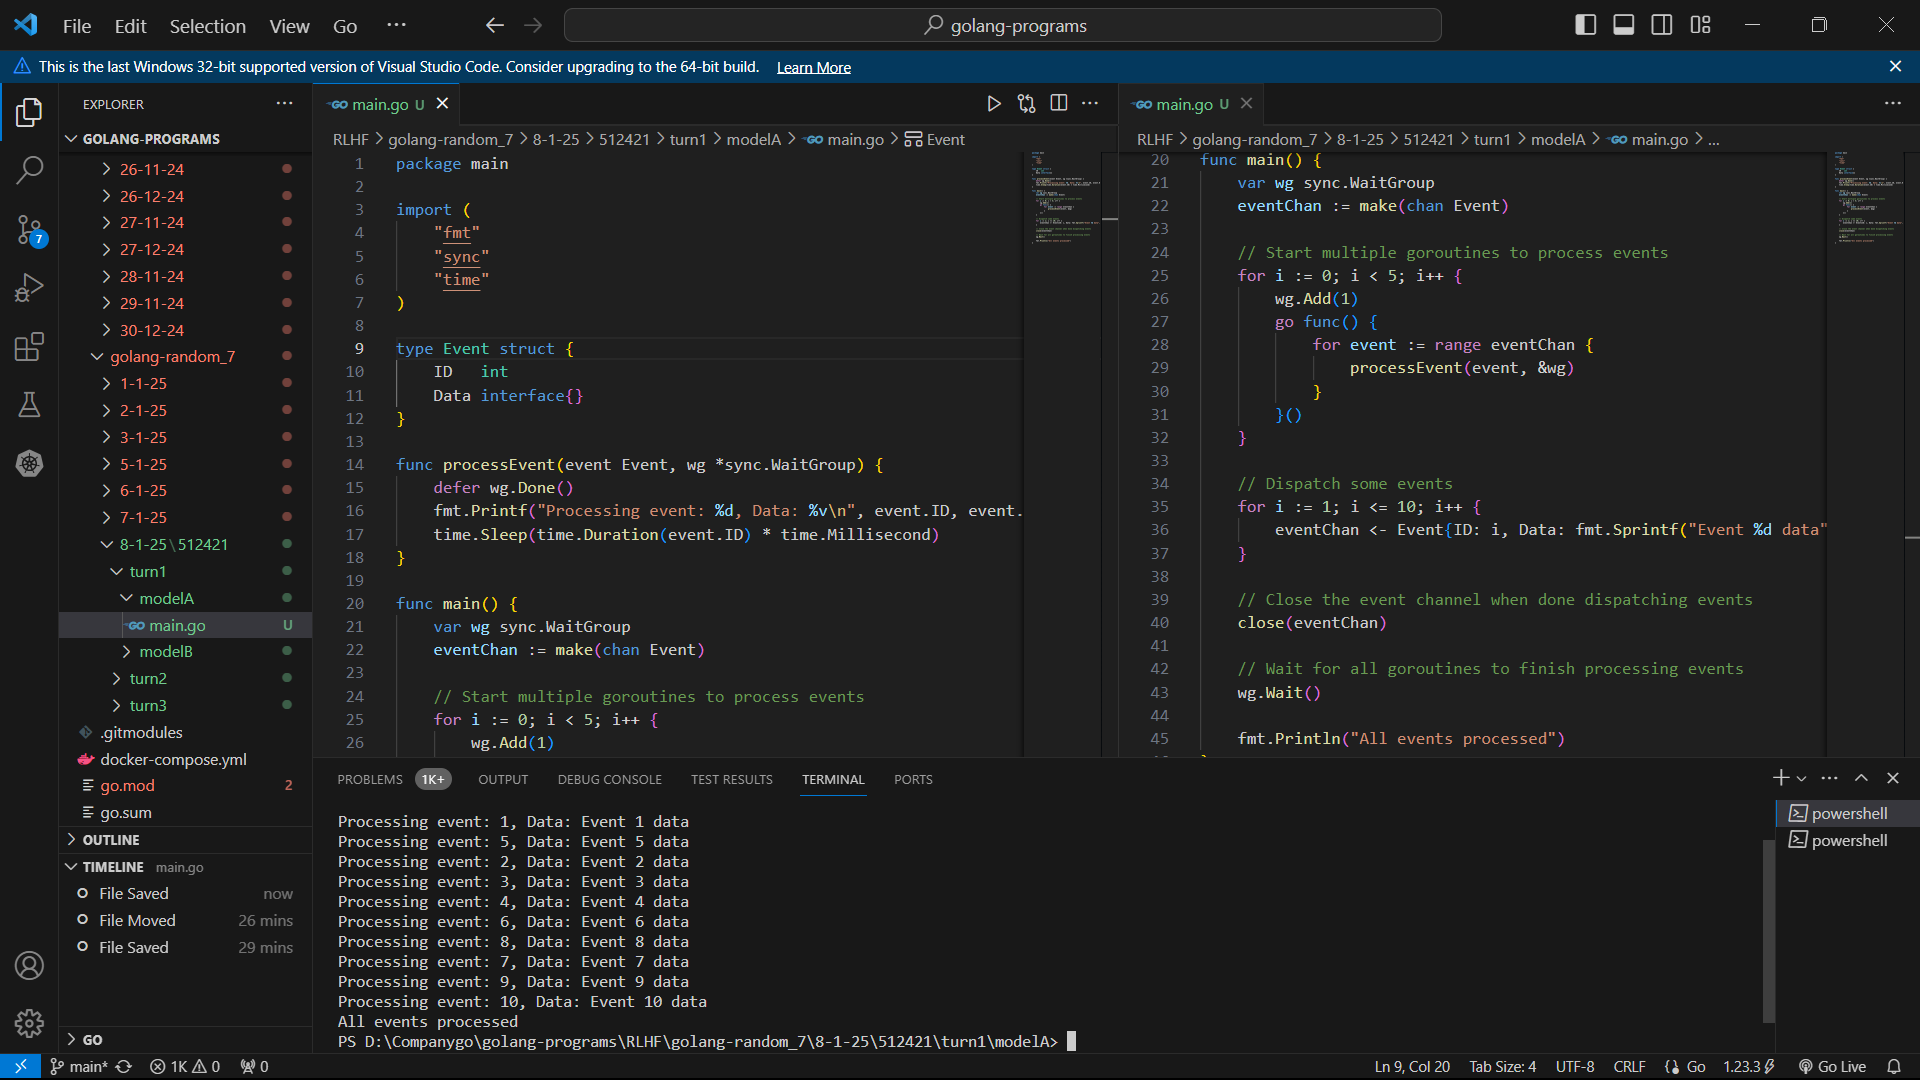 File Edit Selection View Go ··· golang-programs
This is the last Windows 32-bit supported version of Visual Studio Code. Consider upgrading to the 64-bit build. Learn More
EXPLORER
GOLANG-PROGRAMS
26-11-24
26-12-24
27-11-24
27-12-24
28-11-24
29-11-24
30-12-24
golang-random_7
1-1-25
2-1-25
3-1-25
5-1-25
6-1-25
7-1-25
8-1-25\512421
turn1
modelA
GO main.go U
modelB
turn2
turn3
.gitmodules
docker-compose.yml
go.mod 2
go.sum
OUTLINE
TIMELINE main.go
File Saved now
File Moved 26 mins
File Saved 29 mins
GO
7
GO main.go U
RLHF > golang-random_7 > 8-1-25 > 512421 > turn1 > modelA > GO main.go > Event
1 package main
2
3 import (
4 "fmt"
5 "sync"
6 "time"
7 )
8
9 type Event struct {
10 ID int
11 Data interface{}
12 }
13
14 func processEvent(event Event, wg *sync.WaitGroup) {
15 defer wg.Done()
16 fmt.Printf("Processing event: %d, Data: %v\n", event.ID, event.
17 time.Sleep(time.Duration(event.ID) * time.Millisecond)
18 }
19
20 func main() {
21 var wg sync.WaitGroup
22 eventChan := make(chan Event)
23
24 // Start multiple goroutines to process events
25 for i := 0; i < 5; i++ {
26 wg.Add(1)
GO main.go U
RLHF > golang-random_7 > 8-1-25 > 512421 > turn1 > modelA > GO main.go > ...
20 func main() {
21 var wg sync.WaitGroup
22 eventChan := make(chan Event)
23
24 // Start multiple goroutines to process events
25 for i := 0; i < 5; i++ {
26 wg.Add(1)
27 go func() {
28 for event := range eventChan {
29 processEvent(event, &wg)
30 }
31 }()
32 }
33
34 // Dispatch some events
35 for i := 1; i <= 10; i++ {
36 eventChan <- Event{ID: i, Data: fmt.Sprintf("Event %d data"
37 }
38
39 // Close the event channel when done dispatching events
40 close(eventChan)
41
42 // Wait for all goroutines to finish processing events
43 wg.Wait()
44
45 fmt.Println("All events processed")
PROBLEMS 1K+ OUTPUT DEBUG CONSOLE TEST RESULTS TERMINAL PORTS
Processing event: 1, Data: Event 1 data
Processing event: 5, Data: Event 5 data
Processing event: 2, Data: Event 2 data
Processing event: 3, Data: Event 3 data
Processing event: 4, Data: Event 4 data
Processing event: 6, Data: Event 6 data
Processing event: 8, Data: Event 8 data
Processing event: 7, Data: Event 7 data
Processing event: 9, Data: Event 9 data
Processing event: 10, Data: Event 10 data
All events processed
PS D:\Companygo\golang-programs\RLHF\golang-random_7\8-1-25\512421\turn1\modelA>
powershell
powershell
main* 1K 0 0 Ln 9, Col 20 Tab Size: 4 UTF-8 CRLF Go 1.23.3 Go Live